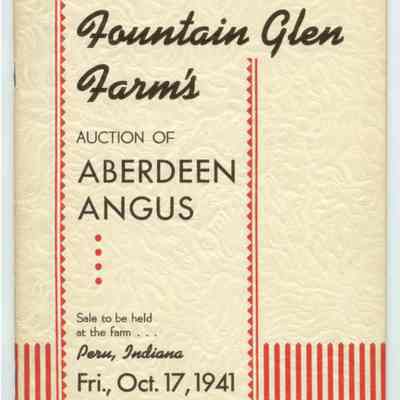 Fountain Glen
Farm's
AUCTION OF
ABERDEEN
ANGUS
Sale to be held
at the farm . . .
Peru, Indiana
Fri., Oct. 17, 1941